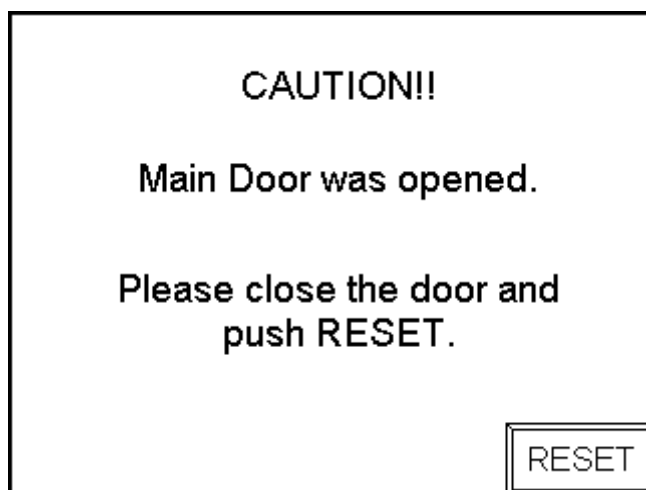 CAUTION!!
Main Door was opened.
Please close the door and
push RESET.
RESET